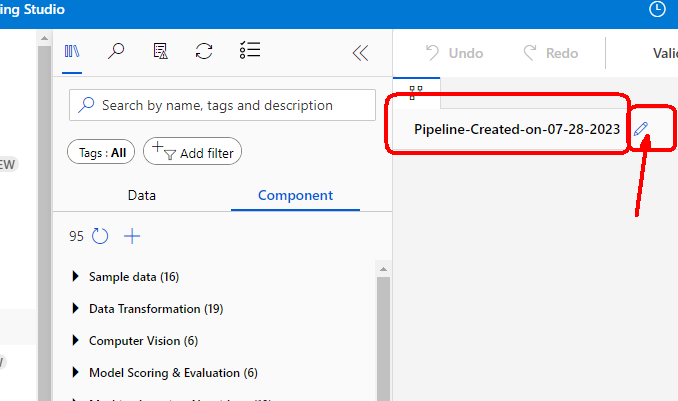 ing Studio
Undo
Redo
Vali
Search by name, tags and description
Pipeline-Created-on-07-28-2023
Tags : All
Add filter
EW
Data
Component
95
Sample data (16)
Data Transformation (19)
Computer Vision (6)
Model Scoring & Evaluation (6)